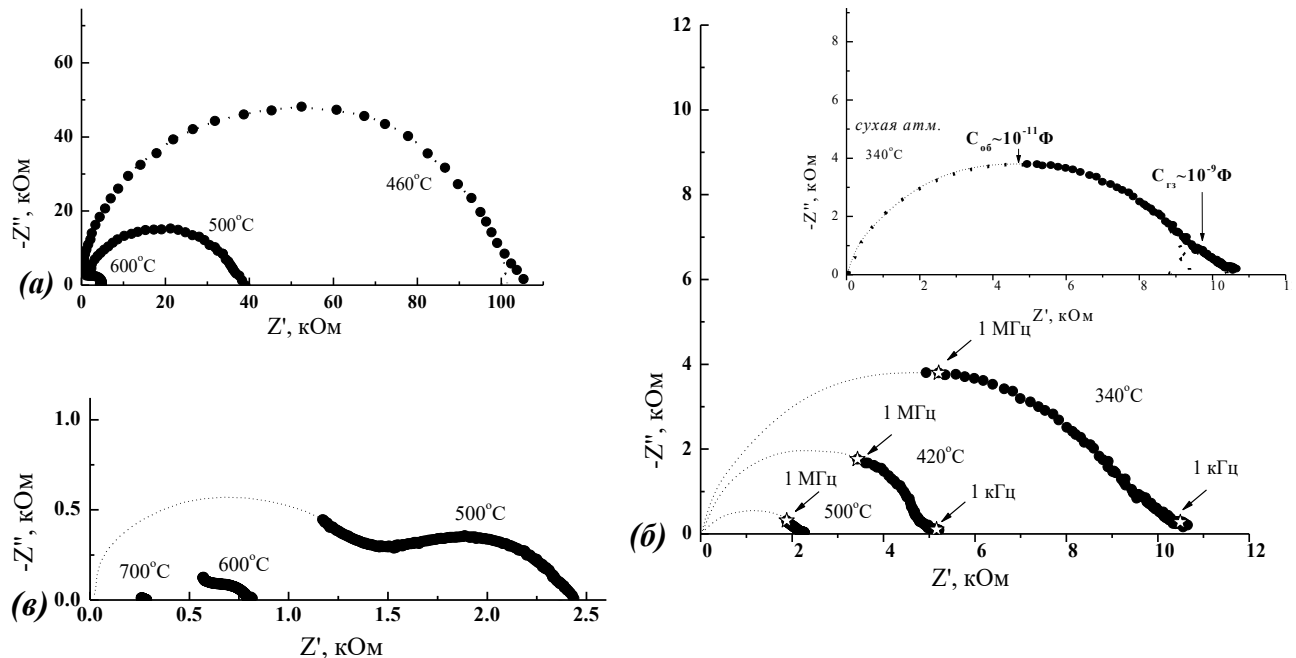 60
40
20
0
0 20 40 60 80 100
-Z", кОм
Z', кОм
460°C
500°C
600°C
(а)
1.0
0.5
0.0
0.0 0.5 1.0 1.5 2.0 2.5
-Z", кОм
Z', кОм
500°C
600°C
700°C
(в)
12
10
8
6
4
2
0
0 2 4 6 8 10 12
-Z", кОм
Z', кОм
1 МГц
340°C
1 МГц
420°C
1 МГц
1 кГц
1 кГц
500°C
(б)
8
6
4
2
0
0 2 4 6 8 10 1
-Z", кОм
Z', кОм
сухая атм.
340°C
Cоб~10-11Ф
Cгз~10-9Ф